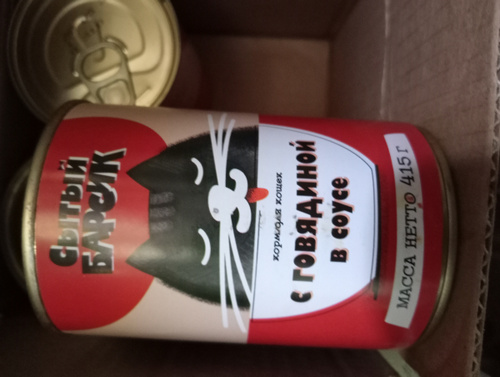 СЫТЫЙ
БАРСИК
корм для кошек
С ГОВЯДИНОЙ
В СОУСЕ
МАССА НЕТТО 415 Г